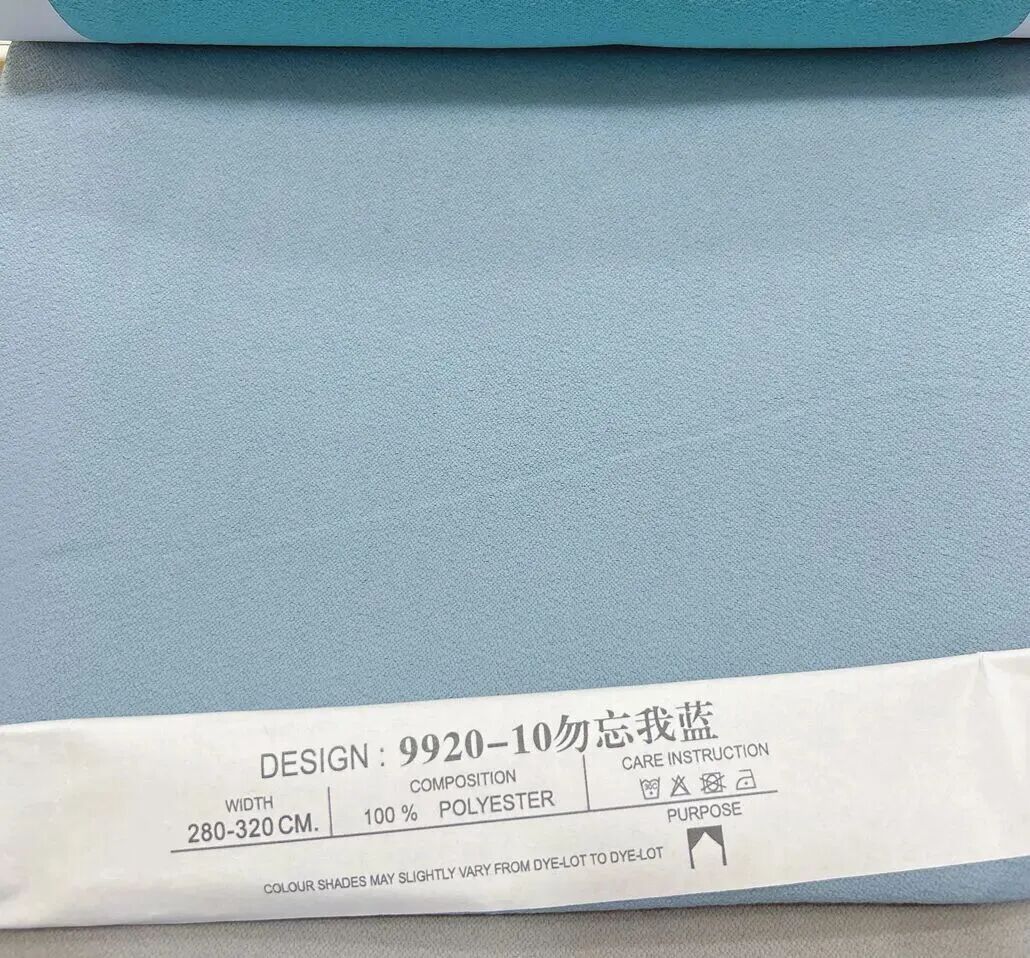 DESIGN : 9920-10勿忘我蓝
WIDTH
280-320 CM.
COMPOSITION
100 % POLYESTER
CARE INSTRUCTION
PURPOSE
COLOUR SHADES MAY SLIGHTLY VARY FROM DYE-LOT TO DYE-LOT